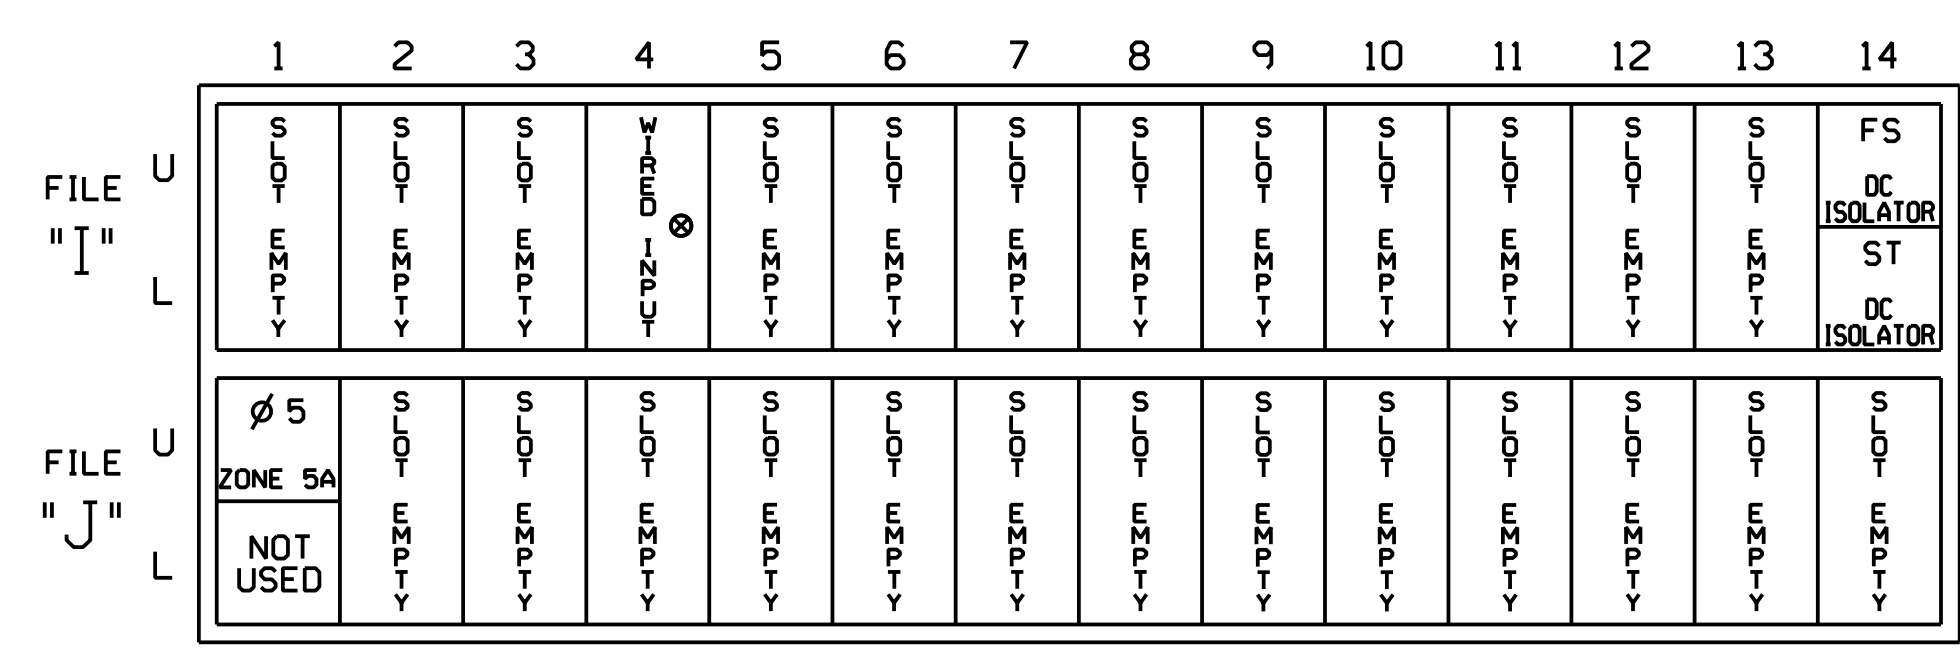 1 2 3 4 5 6 7 8 9 10 11 12 13 14
FILE
"I"
U
L
SLOT EMPTY
SLOT EMPTY
SLOT EMPTY
WIRED INPUT
SLOT EMPTY
SLOT EMPTY
SLOT EMPTY
SLOT EMPTY
SLOT EMPTY
SLOT EMPTY
SLOT EMPTY
SLOT EMPTY
SLOT EMPTY
FS
DC
ISOLATOR
ST
DC
ISOLATOR
FILE
"J"
U
L
Ø 5
ZONE 5A
NOT
USED
SLOT EMPTY
SLOT EMPTY
SLOT EMPTY
SLOT EMPTY
SLOT EMPTY
SLOT EMPTY
SLOT EMPTY
SLOT EMPTY
SLOT EMPTY
SLOT EMPTY
SLOT EMPTY
SLOT EMPTY
SLOT EMPTY